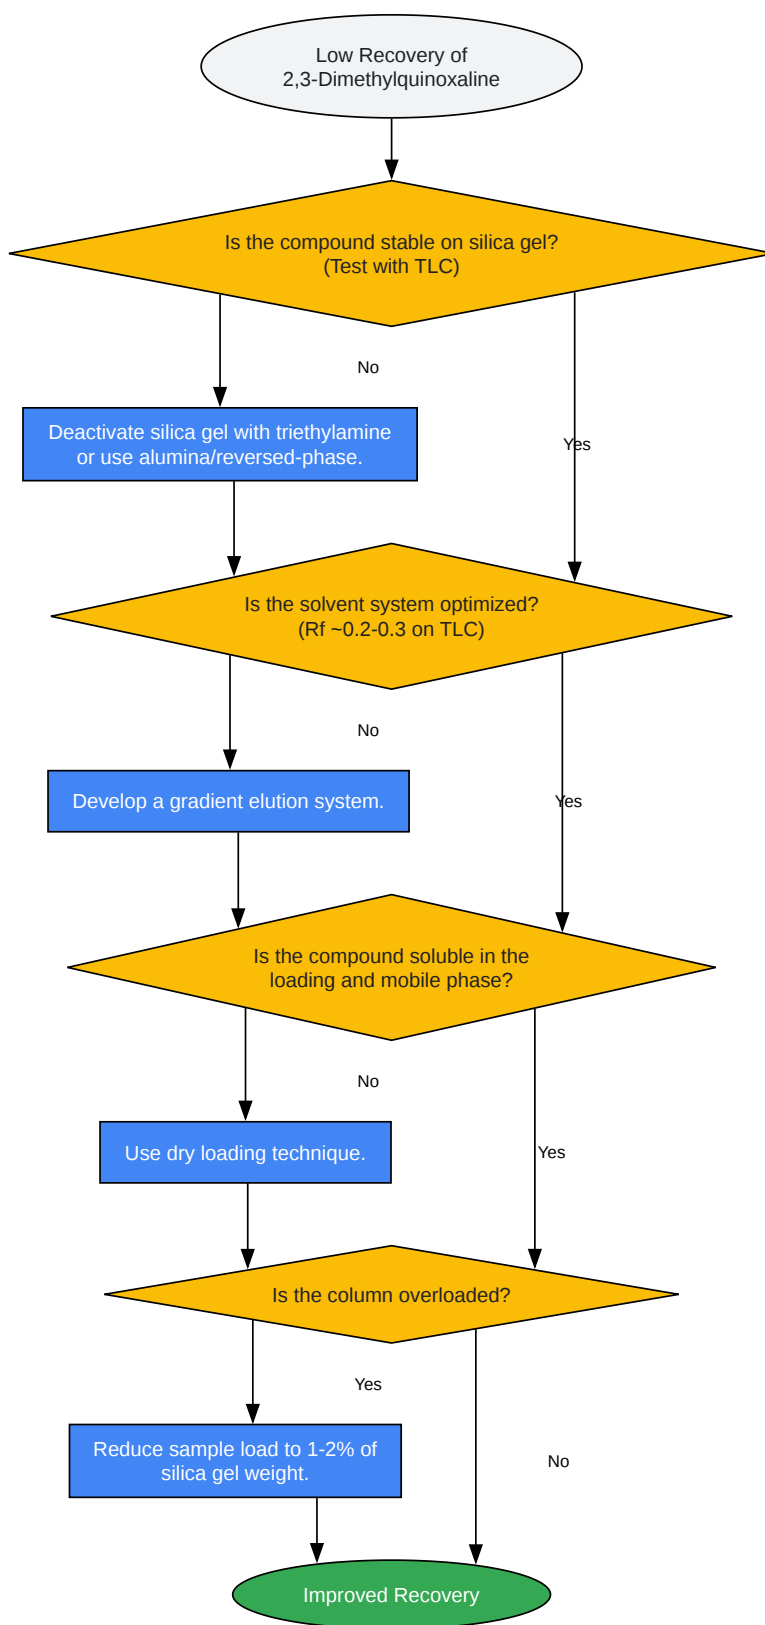 Low Recovery of
2,3-Dimethylquinoxaline
Is the compound stable on silica gel?
(Test with TLC)
No
Deactivate silica gel with triethylamine
or use alumina/reversed-phase.
Yes
Is the solvent system optimized?
(Rf ~0.2-0.3 on TLC)
No
Develop a gradient elution system.
Yes
Is the compound soluble in the
loading and mobile phase?
No
Use dry loading technique.
Yes
Is the column overloaded?
Yes
Reduce sample load to 1-2% of
silica gel weight.
No
Improved Recovery